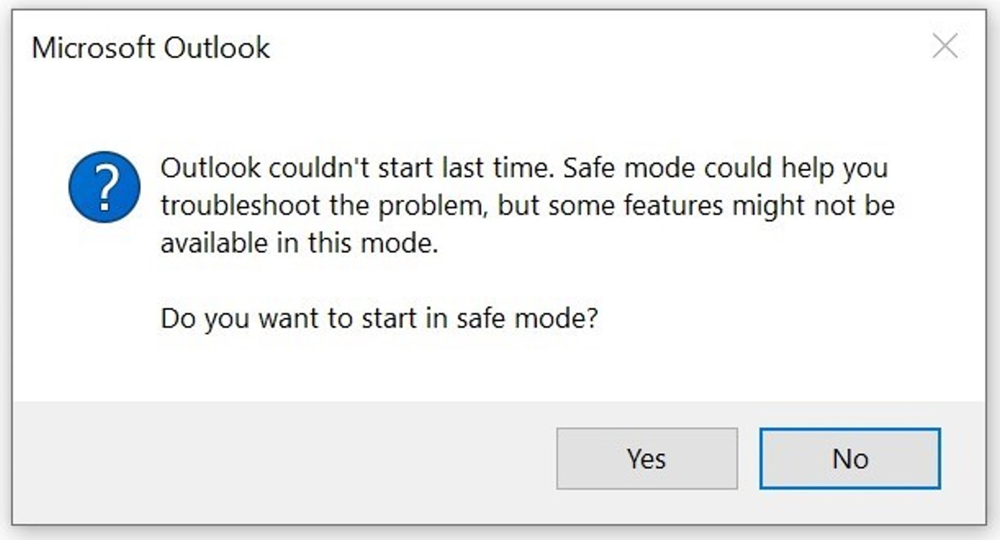 Microsoft Outlook
Outlook couldn't start last time. Safe mode could help you
troubleshoot the problem, but some features might not be
available in this mode.
Do you want to start in safe mode?
Yes
No